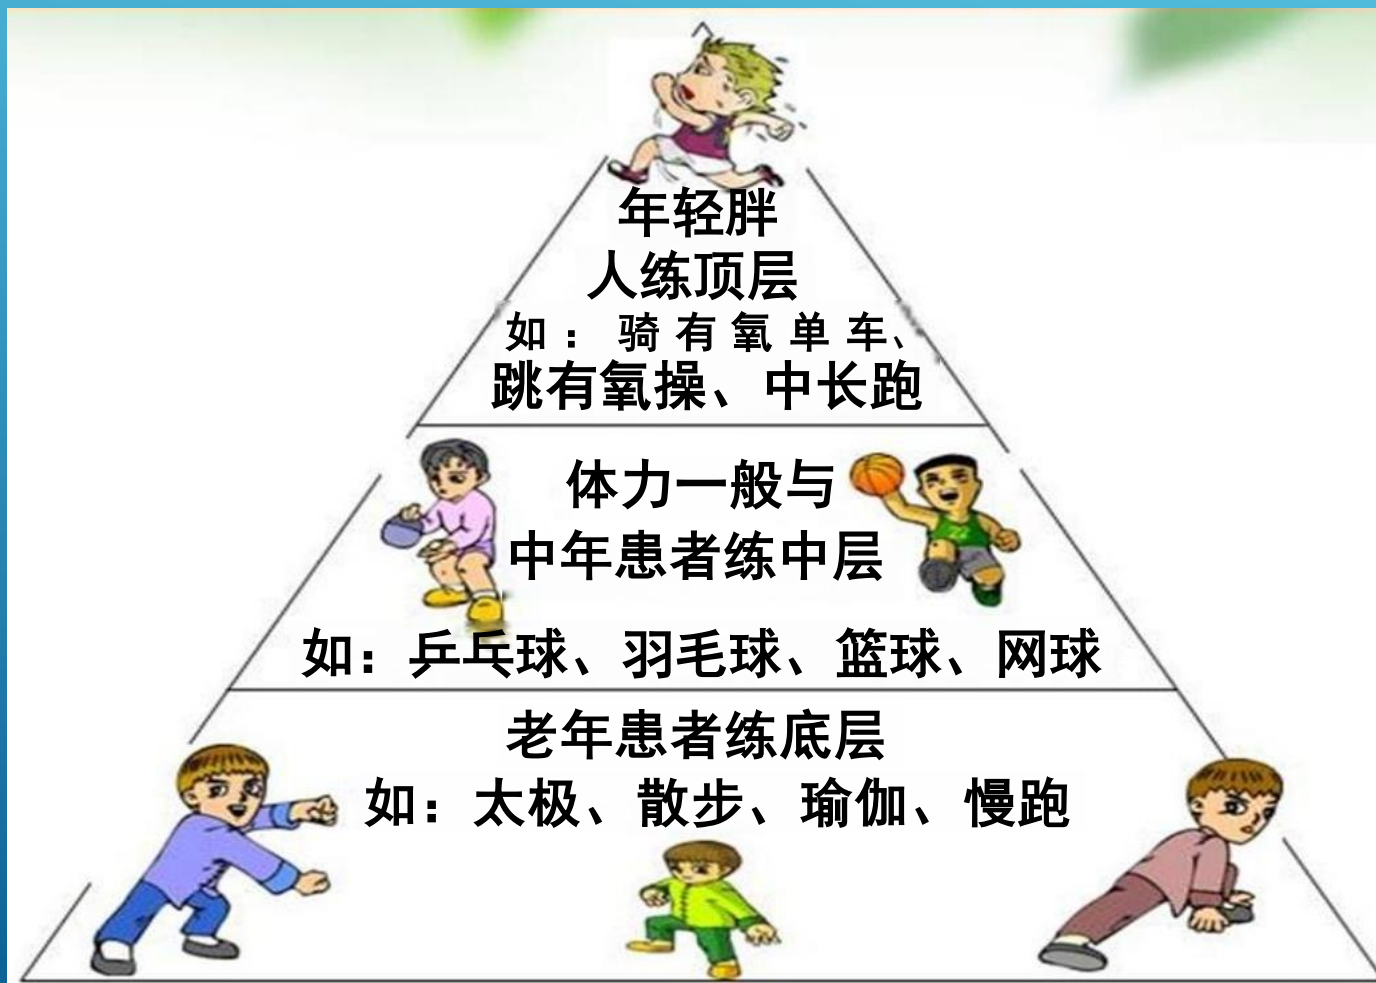 年轻胖
人练顶层
如：骑有氧单车、
跳有氧操、中长跑
体力一般与
中年患者练中层
如：乒乓球、羽毛球、篮球、网球
老年患者练底层
如：太极、散步、瑜伽、慢跑